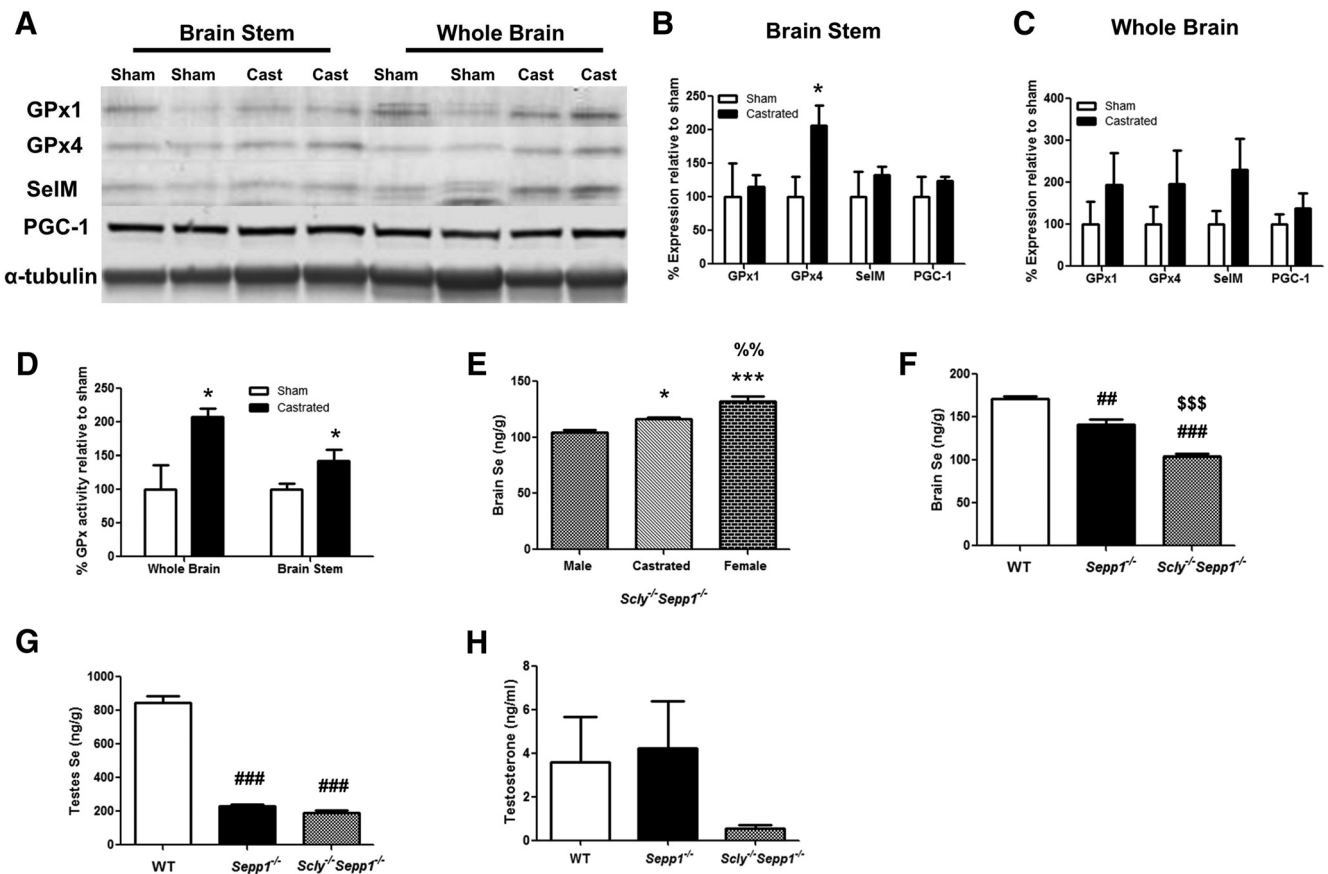 A
Brain Stem
Whole Brain
Sham Sham Cast Cast Sham Sham Cast Cast
GPx1
GPx4
SelM
PGC-1
α-tubulin
B
Brain Stem
% Expression relative to sham
250
200
150
100
50
0
Sham
Castrated
*
GPx1 GPx4 SelM PGC-1
C
Whole Brain
% Expression relative to sham
400
300
200
100
0
Sham
Castrated
GPx1 GPx4 SelM PGC-1
D
% GPx activity relative to sham
250
200
150
100
50
0
Sham
Castrated
*
*
Whole Brain Brain Stem
E
Brain Se (ng/g)
150
100
50
0
*
%%
***
Male Castrated Female
Scly-/-Sepp1-/-
F
Brain Se (ng/g)
200
150
100
50
0
##
$$$
###
WT Sepp1-/- Scly-/-Sepp1-/-
G
Testes Se (ng/g)
1000
800
600
400
200
0
###
###
WT Sepp1-/- Scly-/-Sepp1-/-
H
Testosterone (ng/ml)
8
6
4
2
0
WT Sepp1-/- Scly-/-Sepp1-/-